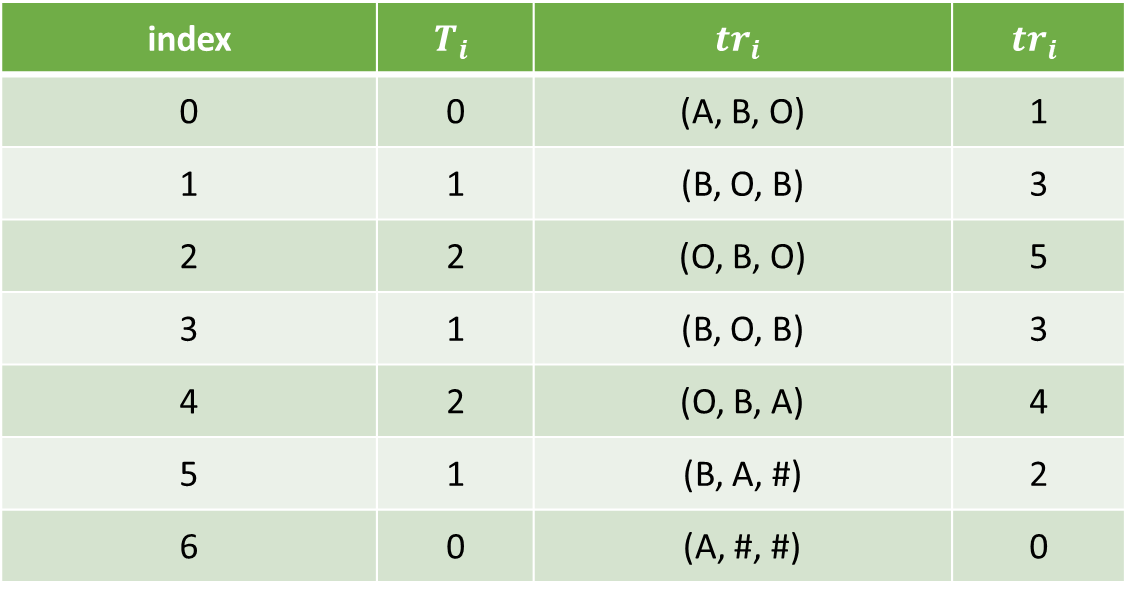 index T_i tr_i tr_i
0 0 (A, B, O) 1
1 1 (B, O, B) 3
2 2 (O, B, O) 5
3 1 (B, O, B) 3
4 2 (O, B, A) 4
5 1 (B, A, #) 2
6 0 (A, #, #) 0